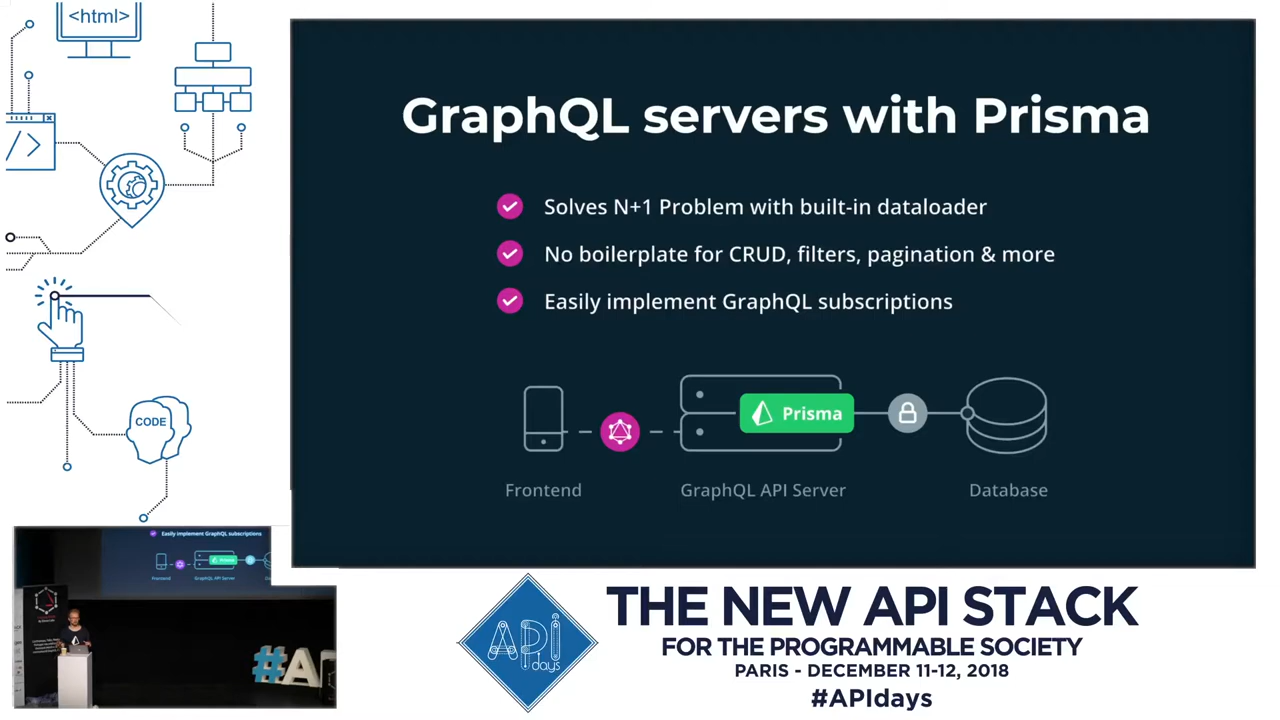 <html>
GraphQL servers with Prisma
Solves N+1 Problem with built-in dataloader
No boilerplate for CRUD, filters, pagination & more
Easily implement GraphQL subscriptions
Prisma
Frontend
GraphQL API Server
Database
</>
CODE
Easily implement GraphQL subscriptions
Prisma
Frontend
GraphQL API Server
#A
API
days
THE NEW API STACK
FOR THE PROGRAMMABLE SOCIETY
PARIS - DECEMBER 11-12, 2018
#APIdays